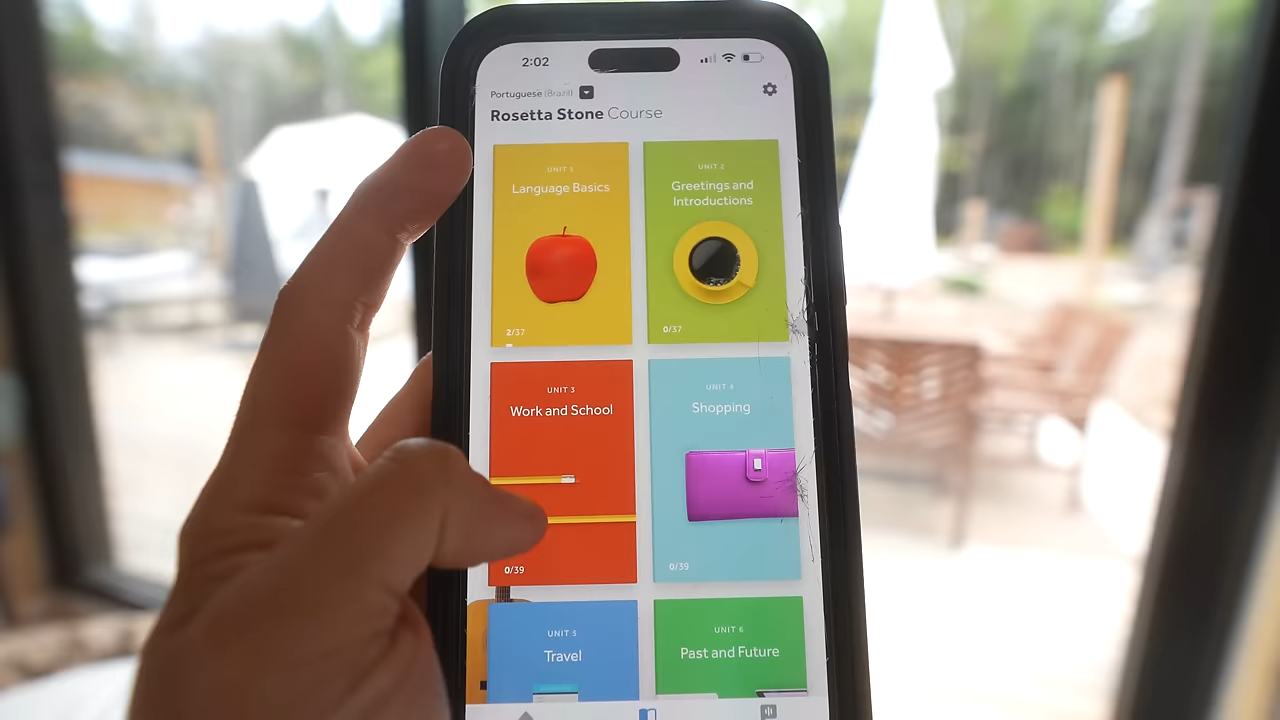 2:02
Portuguese (Brazil)
Rosetta Stone Course
UNIT 1
Language Basics
2/37
UNIT 2
Greetings and
Introductions
0/37
UNIT 3
Work and School
0/39
UNIT 4
Shopping
0/39
UNIT 5
Travel
UNIT 6
Past and Future